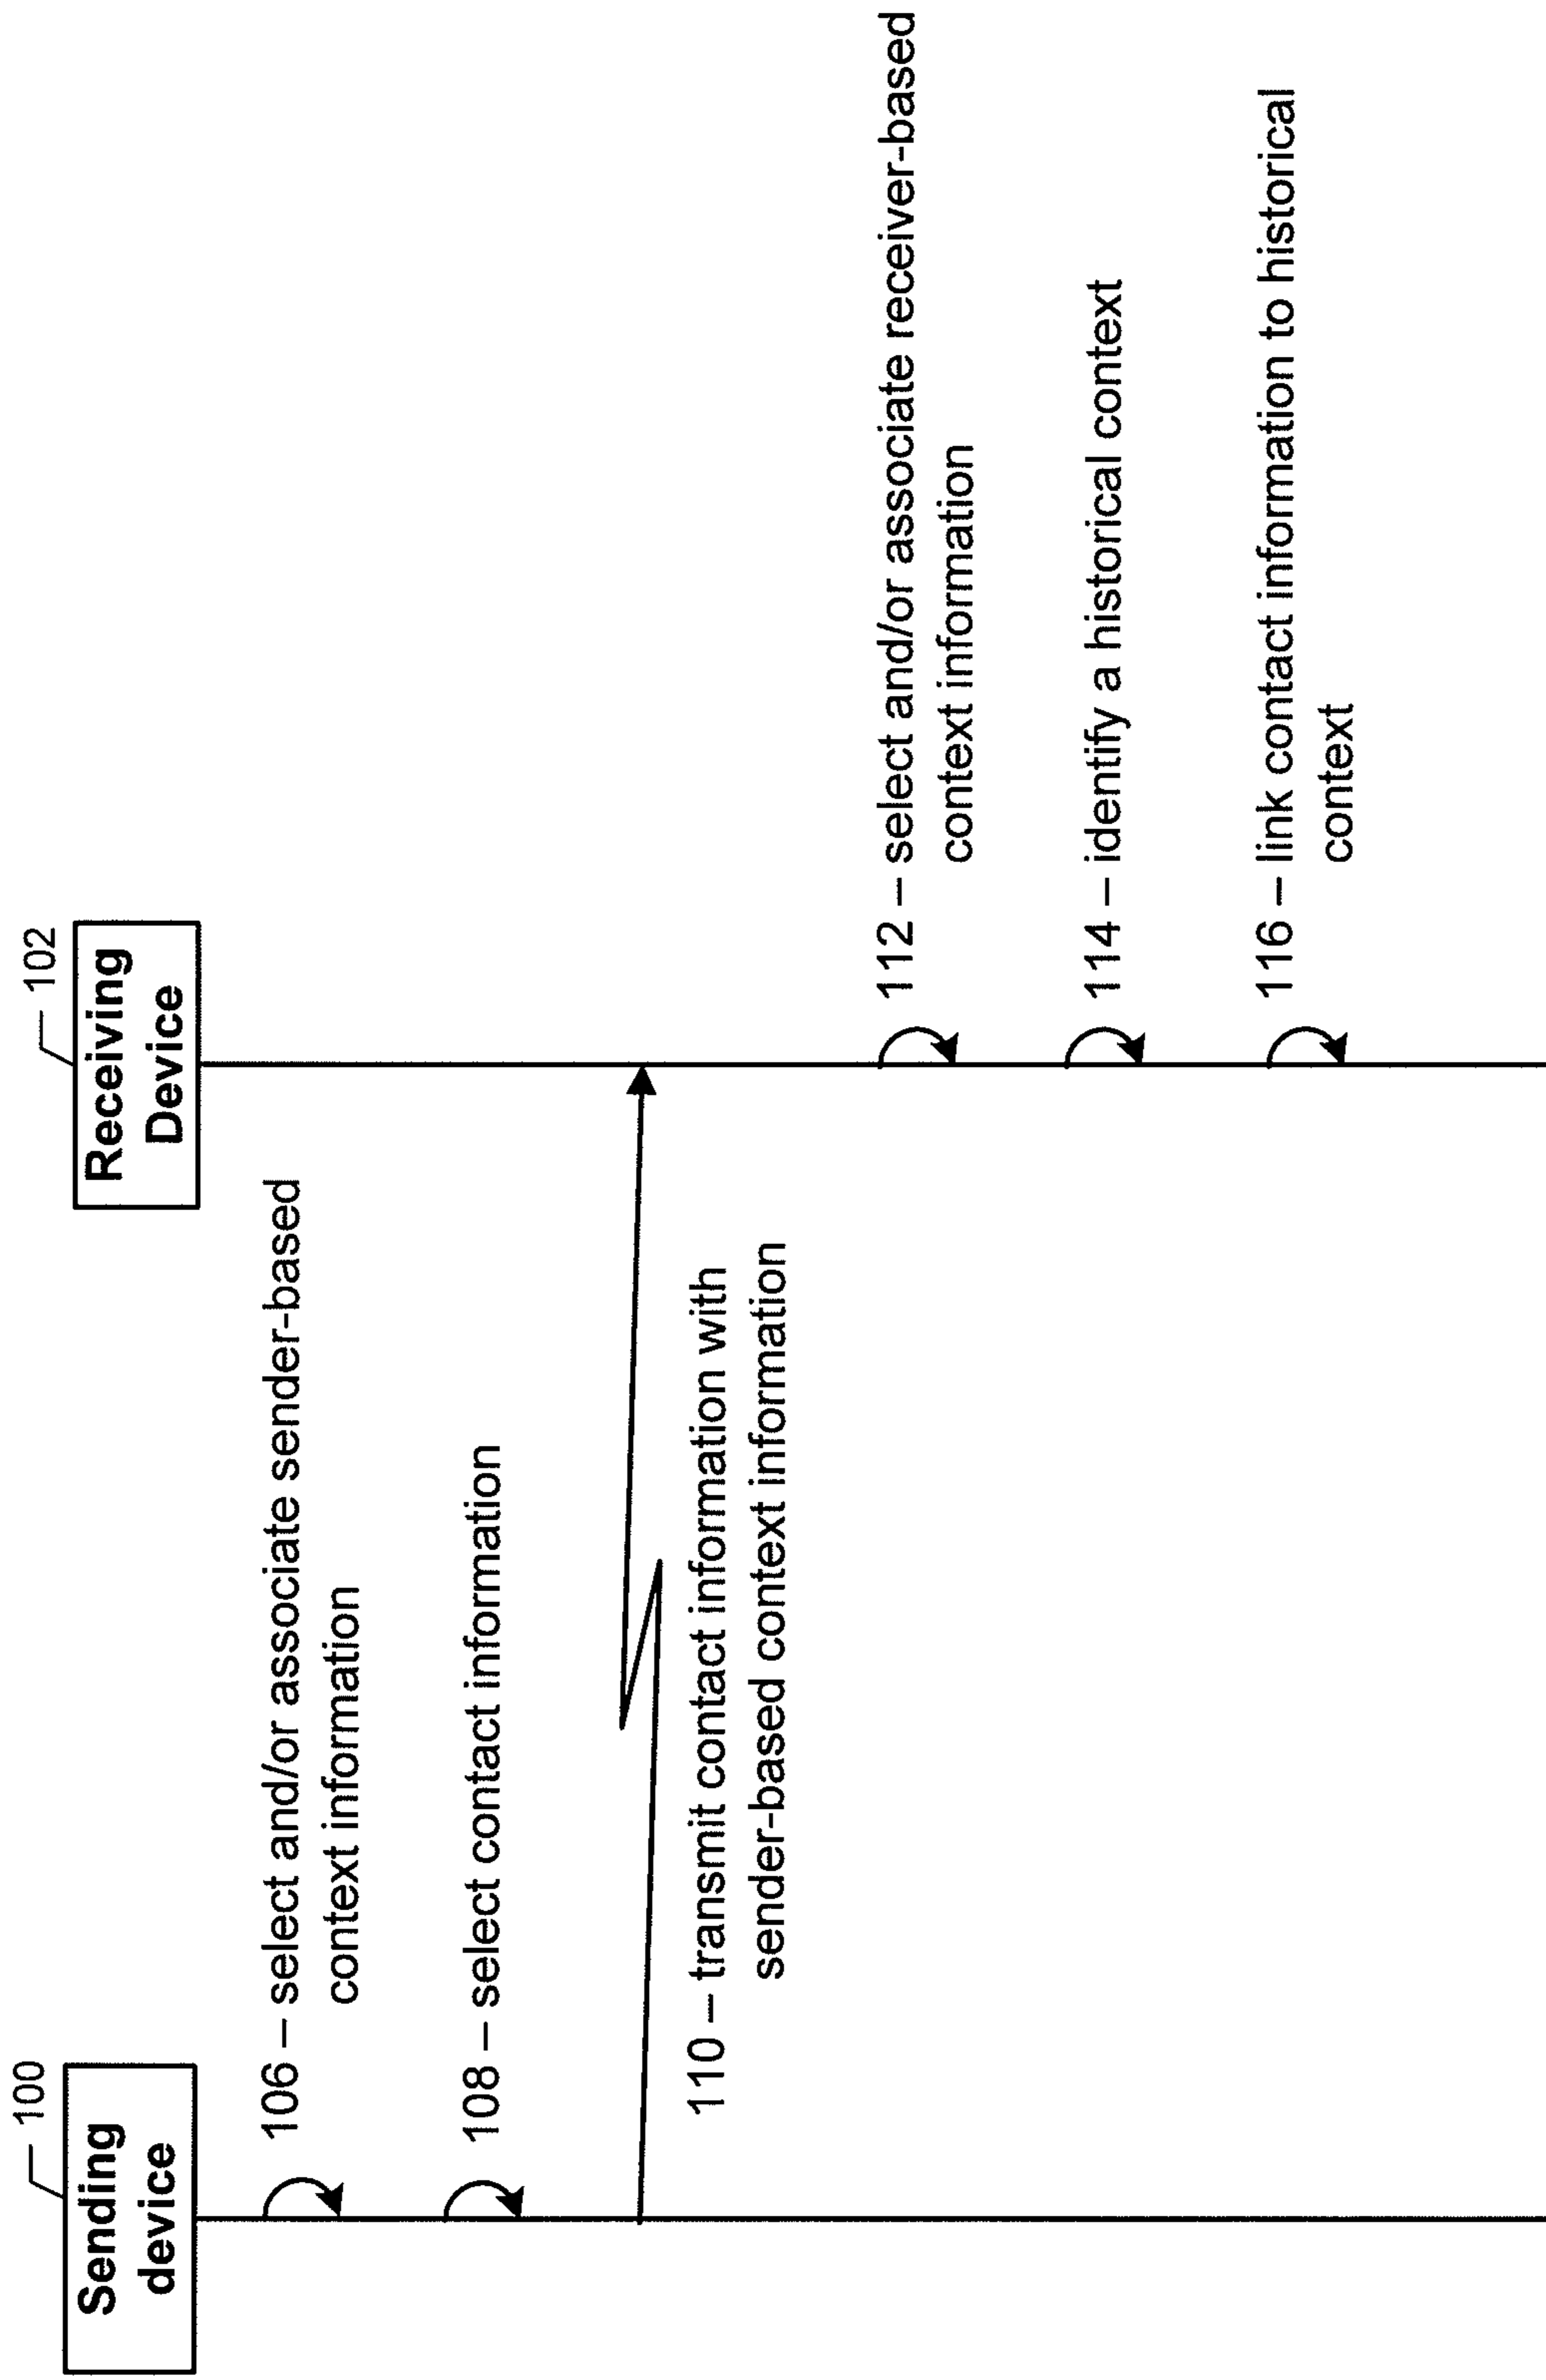 100
Sending
device
102
Receiving
Device
106 – select and/or associate sender-based
context information
108 – select contact information
110 – transmit contact information with
sender-based context information
112 – select and/or associate receiver-based
context information
114 – identify a historical context
116 – link contact information to historical
context